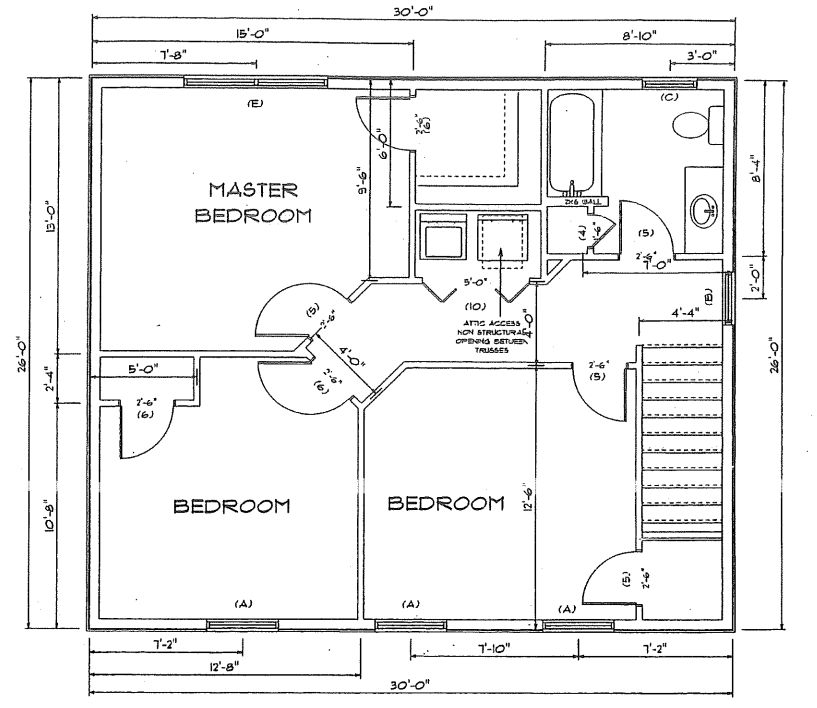 30'-0"
15'-0"
8'-10"
7'-8"
3'-0"
(E)
(C)
2'-6"
(6)
6'-0"
9'-6"
8'-4"
MASTER
BEDROOM
13'-0"
2X6 WALL
(4)
1'-6"
(5)
2'-6"
7'-0"
2'-0"
(B)
5'-0"
(10)
(5)
2'-6"
4'-0"
4'-4"
ATTIC ACCESS
NON STRUCTURAL
OPENING BETWEEN
TRUSSES
26'-0"
26'-0"
4'-0"
2'-4"
5'-0"
2'-6"
(6)
2'-6"
(6)
2'-6"
(5)
10'-8"
BEDROOM
BEDROOM
12'-6"
(5)
2'-6"
(A)
(A)
(A)
7'-2"
7'-10"
7'-2"
12'-8"
30'-0"